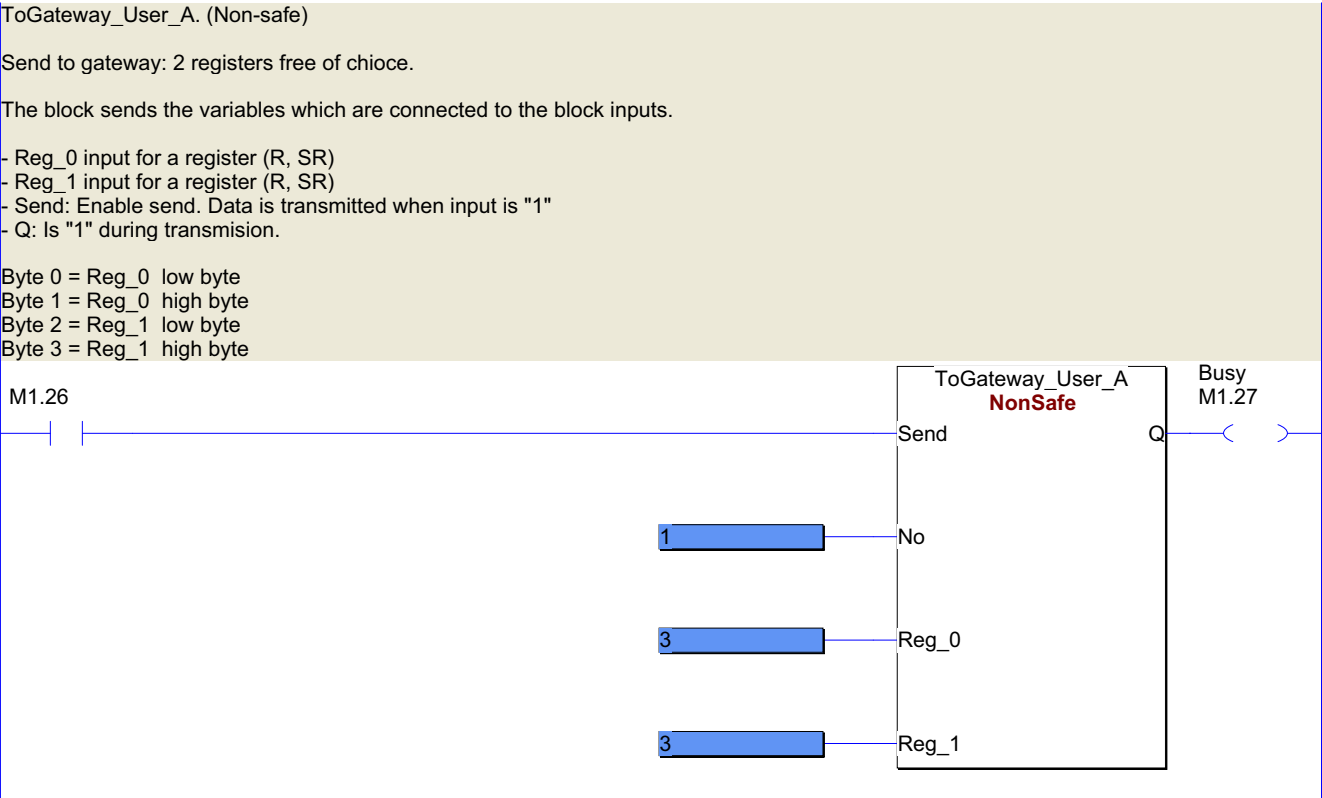 ToGateway_User_A. (Non-safe)
Send to gateway: 2 registers free of chioce.
The block sends the variables which are connected to the block inputs.
- Reg_0 input for a register (R, SR)
- Reg_1 input for a register (R, SR)
- Send: Enable send. Data is transmitted when input is "1"
- Q: Is "1" during transmision.
Byte 0 = Reg_0  low byte
Byte 1 = Reg_0  high byte
Byte 2 = Reg_1  low byte
Byte 3 = Reg_1  high byte
M1.26
ToGateway_User_A
NonSafe
Busy
M1.27
Send
Q
1
No
3
Reg_0
3
Reg_1